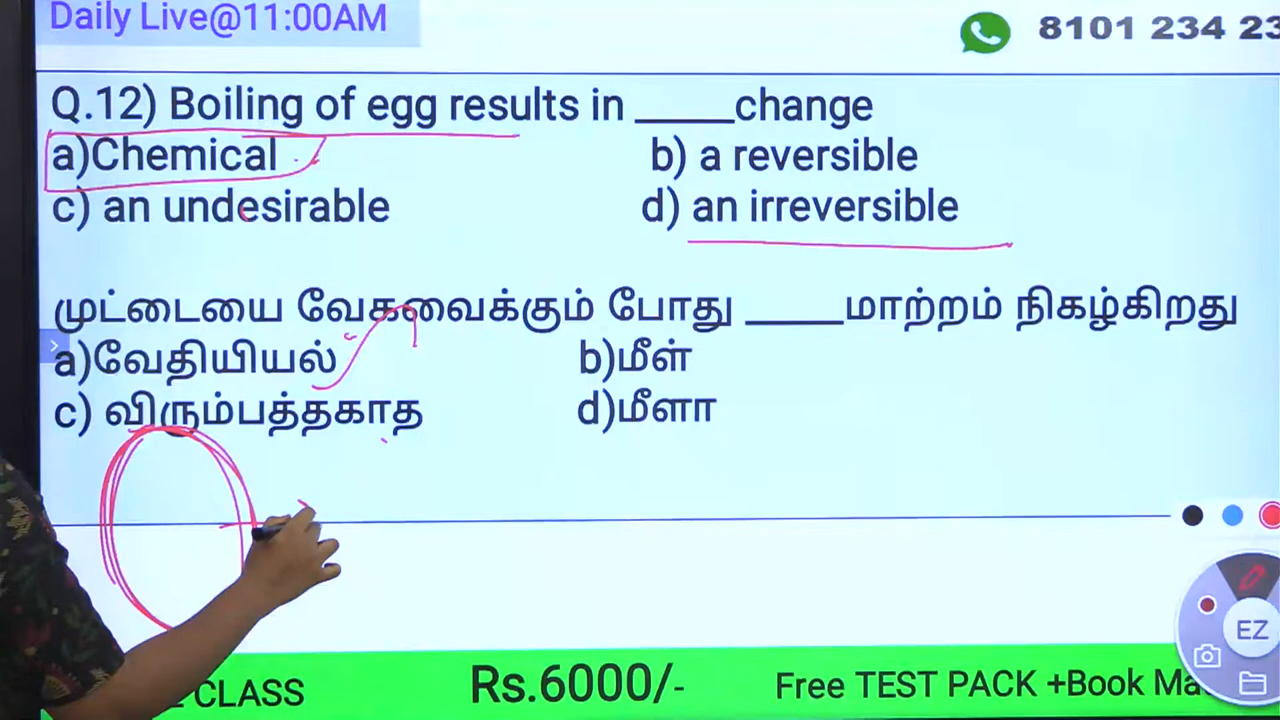 Daily Live@11:00AM
8101 234 23
Q.12) Boiling of egg results in _____change
a)Chemical b) a reversible
c) an undesirable d) an irreversible
முட்டையை வேகவைக்கும் போது _____மாற்றம் நிகழ்கிறது
a)வேதியியல் b)மீள்
c) விரும்பத்தகாத d)மீளா
EZ
CLASS Rs.6000/- Free TEST PACK +Book